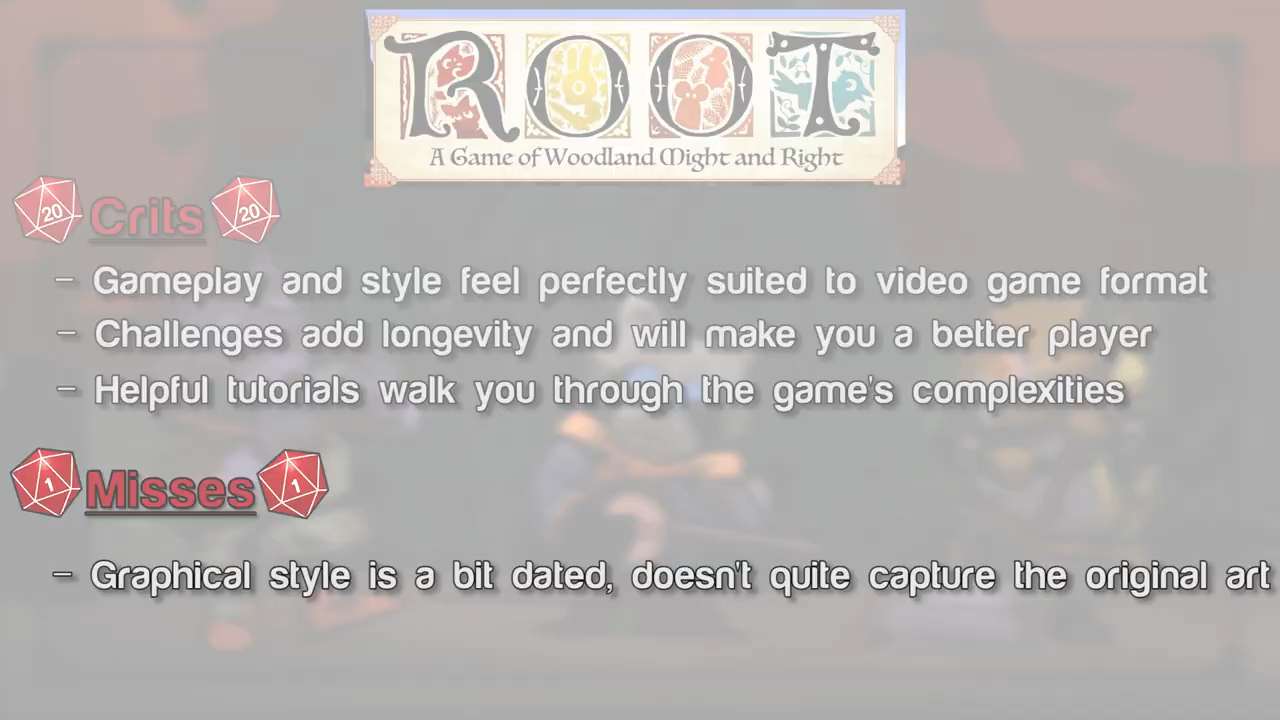 ROOT
A Game of Woodland Might and Right
20 Crits 20
- Gameplay and style feel perfectly suited to video game format
- Challenges add longevity and will make you a better player
- Helpful tutorials walk you through the game's complexities
1 Misses 1
- Graphical style is a bit dated, doesn't quite capture the original art